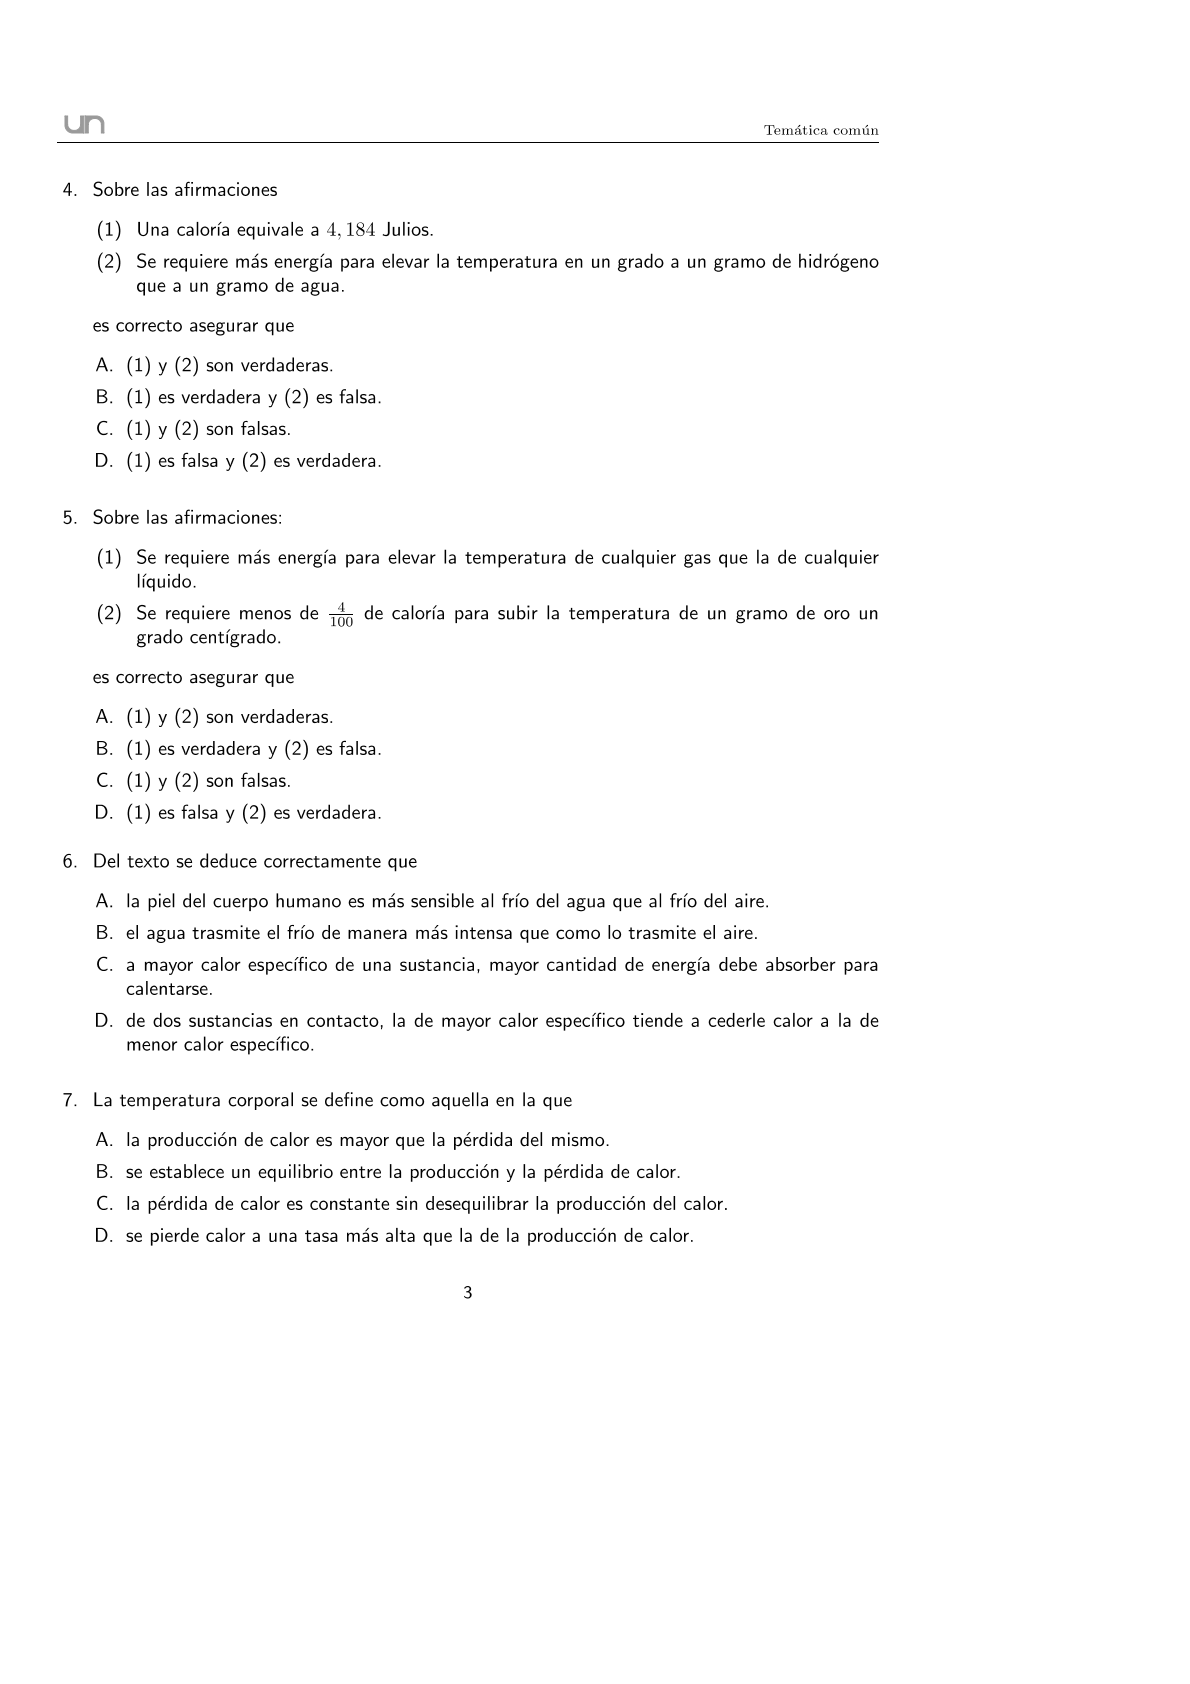 un
Temática común
4. Sobre las afirmaciones
(1) Una caloría equivale a 4, 184 Julios.
(2) Se requiere más energía para elevar la temperatura en un grado a un gramo de hidrógeno
que a un gramo de agua.
es correcto asegurar que
A. (1) y (2) son verdaderas.
B. (1) es verdadera y (2) es falsa.
C. (1) y (2) son falsas.
D. (1) es falsa y (2) es verdadera.
5. Sobre las afirmaciones:
(1) Se requiere más energía para elevar la temperatura de cualquier gas que la de cualquier
líquido.
(2) Se requiere menos de 4/100 de caloría para subir la temperatura de un gramo de oro un
grado centígrado.
es correcto asegurar que
A. (1) y (2) son verdaderas.
B. (1) es verdadera y (2) es falsa.
C. (1) y (2) son falsas.
D. (1) es falsa y (2) es verdadera.
6. Del texto se deduce correctamente que
A. la piel del cuerpo humano es más sensible al frío del agua que al frío del aire.
B. el agua trasmite el frío de manera más intensa que como lo trasmite el aire.
C. a mayor calor específico de una sustancia, mayor cantidad de energía debe absorber para
calentarse.
D. de dos sustancias en contacto, la de mayor calor específico tiende a cederle calor a la de
menor calor específico.
7. La temperatura corporal se define como aquella en la que
A. la producción de calor es mayor que la pérdida del mismo.
B. se establece un equilibrio entre la producción y la pérdida de calor.
C. la pérdida de calor es constante sin desequilibrar la producción del calor.
D. se pierde calor a una tasa más alta que la de la producción de calor.
3